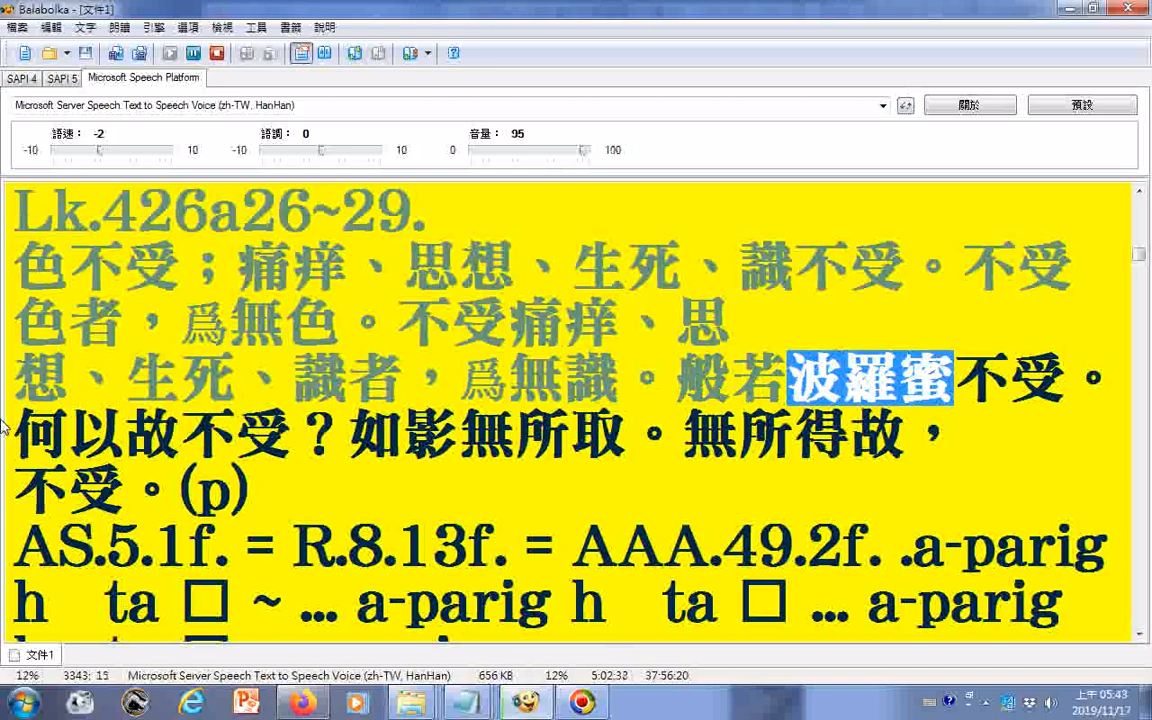 Balabolka - [文件1]
檔案 編輯 文字 朗讀 引擎 選項 檢視 工具 書籤 說明
SAPI 4 SAPI 5 Microsoft Speech Platform
Microsoft Server Speech Text to Speech Voice (zh-TW, HanHan) 關於 預設
語速： -2 語調： 0 音量： 95
-10 10 -10 10 0 100
Lk.426a26~29.
色不受；痛痒、思想、生死、識不受。不受
色者，爲無色。不受痛痒、思
想、生死、識者，爲無識。般若波羅蜜不受。
何以故不受？如影無所取。無所得故，
不受。(p)
AS.5.1f. = R.8.13f. = AAA.49.2f. .a-parig
h ta □ ~ ... a-parig h ta □ ... a-parig
文件1
12% 3343: 15 Microsoft Server Speech Text to Speech Voice (zh-TW, HanHan) 656 KB 12% 5:02:32 37:56:20
上午 05:43
2019/11/17